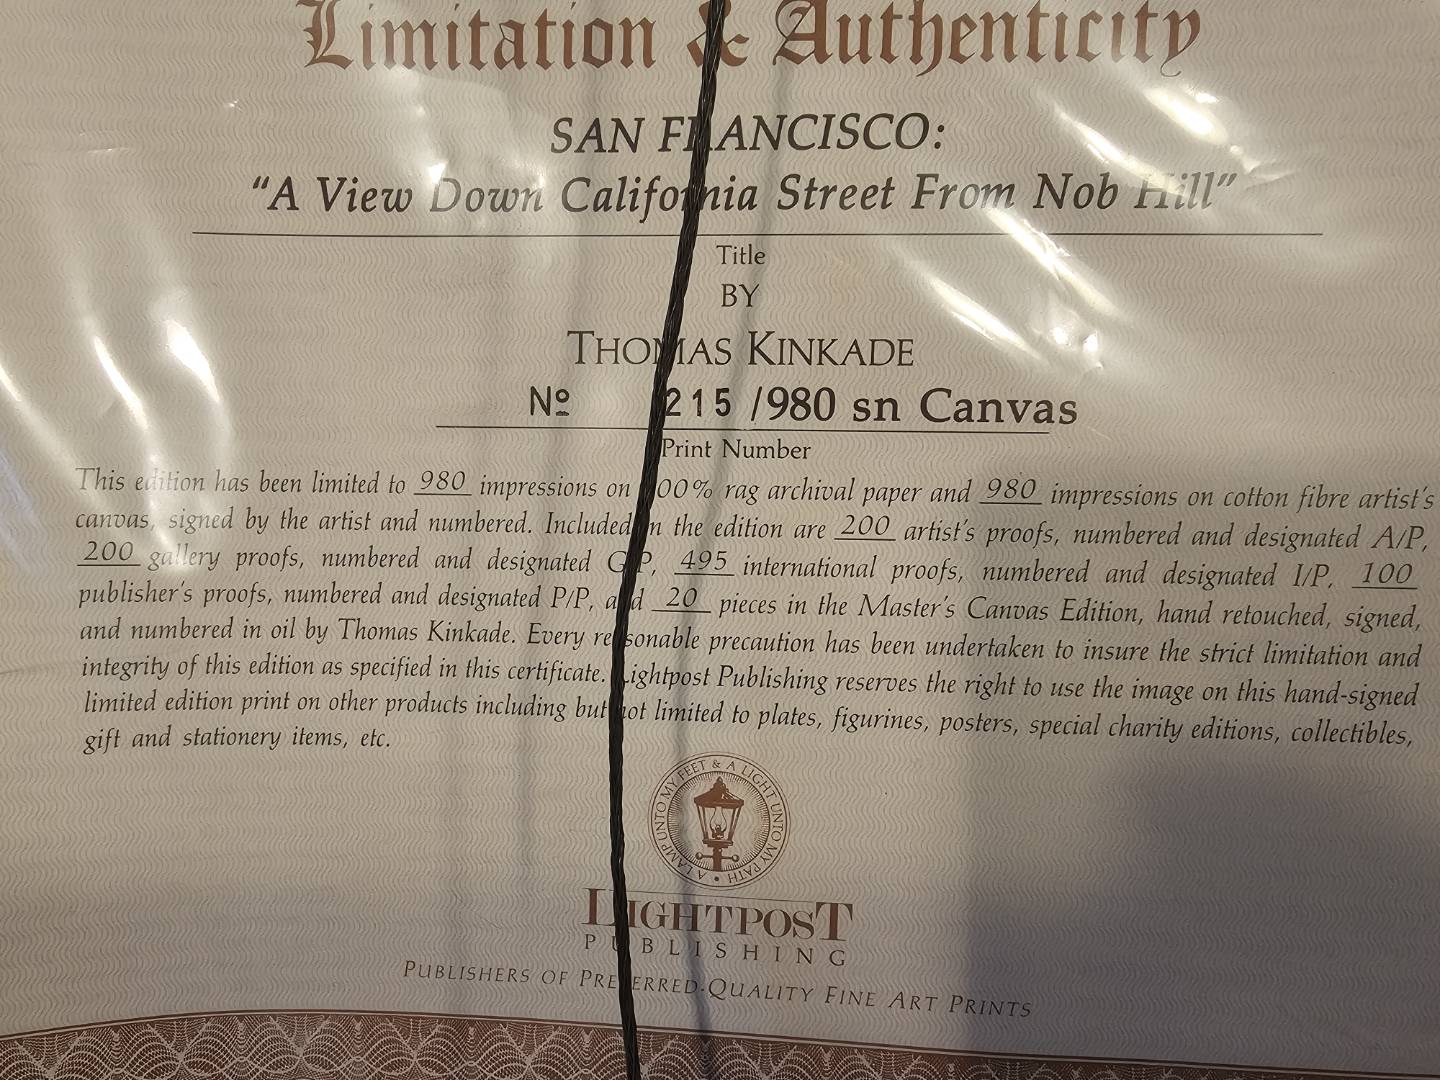 Limitation & Authenticity
SAN FRANCISCO:
"A View Down California Street From Nob Hill"
Title
BY
THOMAS KINKADE
Nº 215 /980 sn Canvas
Print Number
This edition has been limited to 980 impressions on 100% rag archival paper and 980 impressions on cotton fibre artist's
canvas, signed by the artist and numbered. Included in the edition are 200 artist's proofs, numbered and designated A/P,
200 gallery proofs, numbered and designated G/P, 495 international proofs, numbered and designated I/P, 100
publisher's proofs, numbered and designated P/P, and 20 pieces in the Master's Canvas Edition, hand retouched, signed,
and numbered in oil by Thomas Kinkade. Every reasonable precaution has been undertaken to insure the strict limitation and
integrity of this edition as specified in this certificate. Lightpost Publishing reserves the right to use the image on this hand-signed
limited edition print on other products including but not limited to plates, figurines, posters, special charity editions, collectibles,
gift and stationery items, etc.
A LAMP UNTO MY FEET & A LIGHT UNTO MY PATH •
LIGHTPOST
PUBLISHING
PUBLISHERS OF PREFERRED-QUALITY FINE ART PRINTS